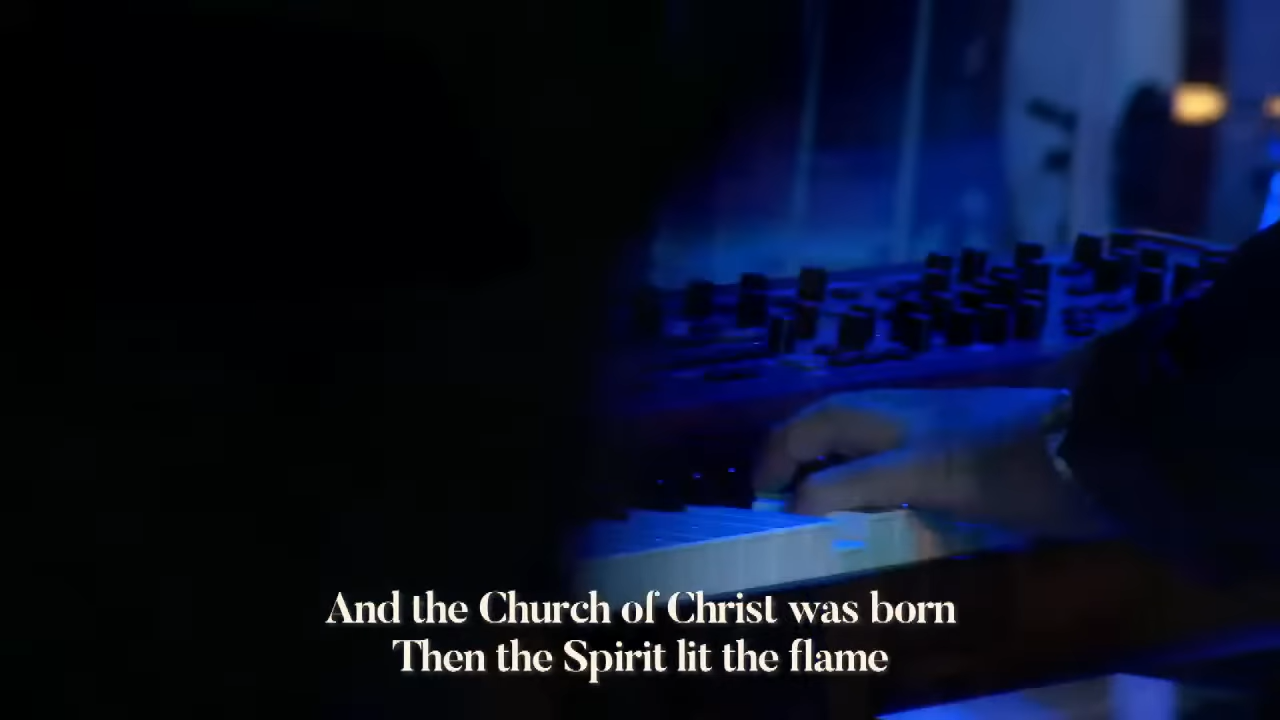 And the Church of Christ was born
Then the Spirit lit the flame